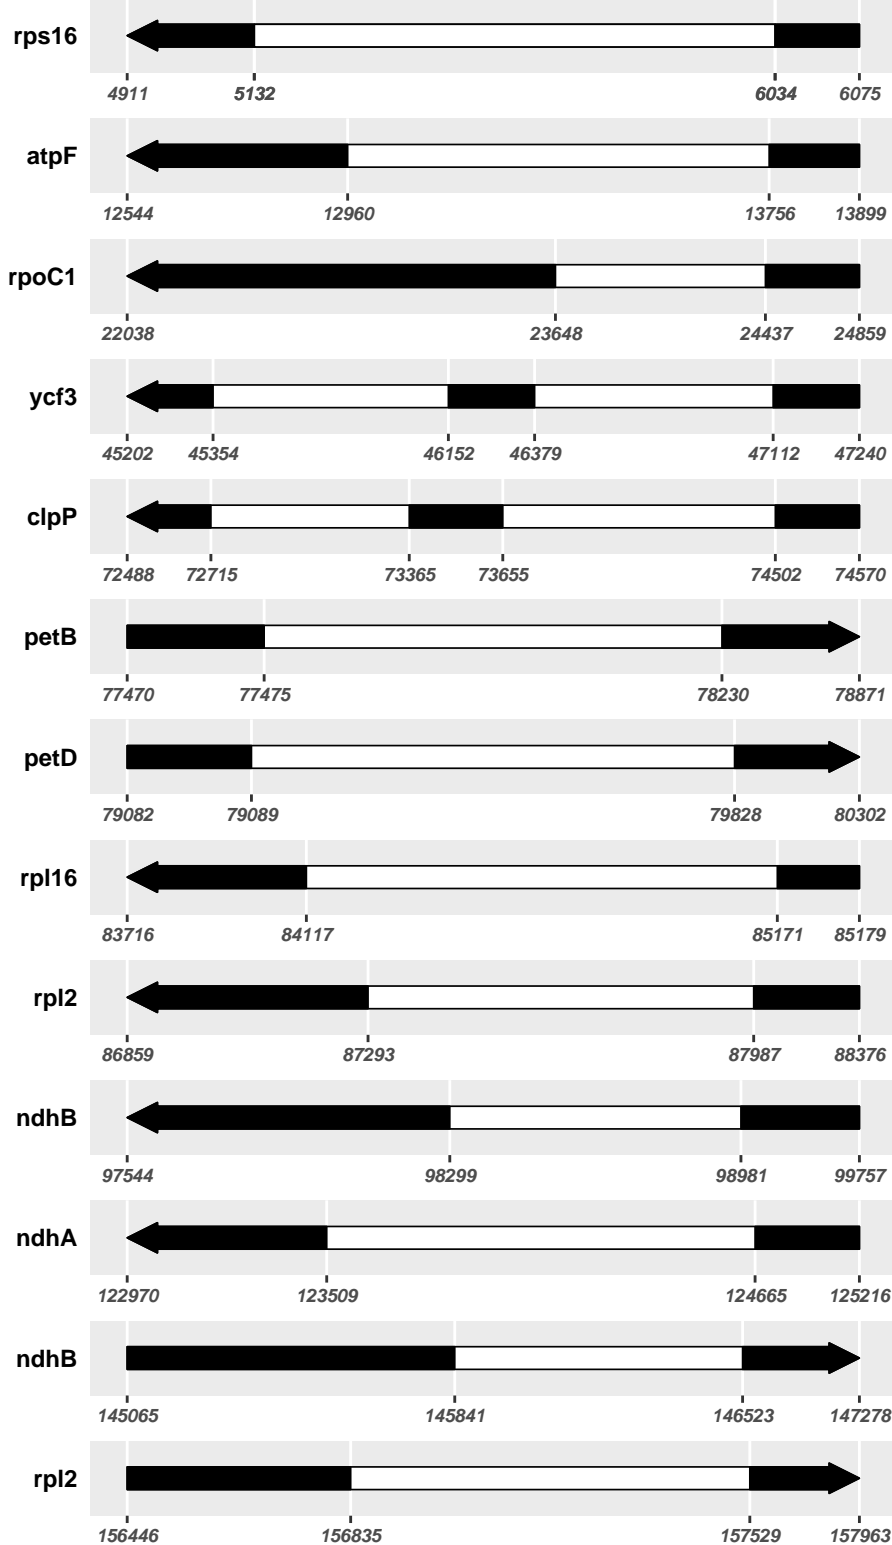 rps16
4911 5132 6034 6075
atpF
12544 12960 13756 13899
rpoC1
22038 23648 24437 24859
ycf3
45202 45354 46152 46379 47112 47240
clpP
72488 72715 73365 73655 74502 74570
petB
77470 77475 78230 78871
petD
79082 79089 79828 80302
rpl16
83716 84117 85171 85179
rpl2
86859 87293 87987 88376
ndhB
97544 98299 98981 99757
ndhA
122970 123509 124665 125216
ndhB
145065 145841 146523 147278
rpl2
156446 156835 157529 157963